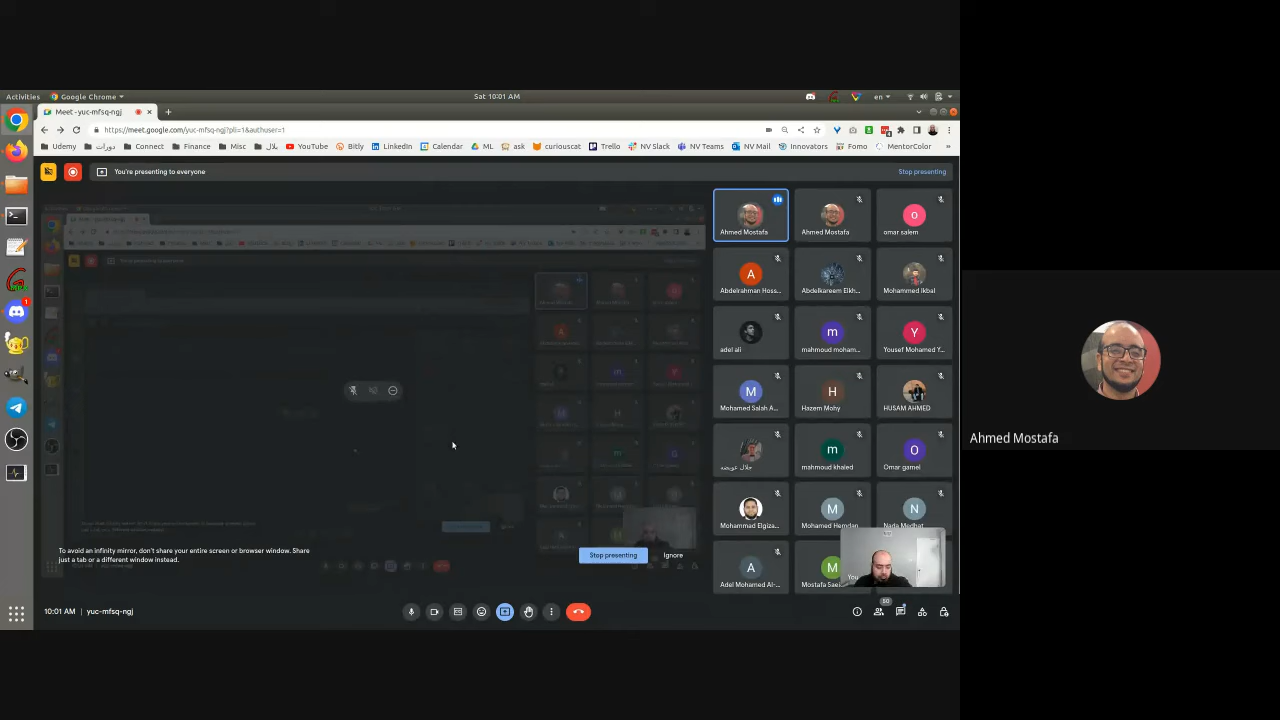 Activities
Google Chrome
Sat 10:01 AM
en
Meet -yuc-mfsq-ngj
https://meet.google.com/yuc-mfsq-ngj?pli=1&authuser=1
Udemy
دورات
Connect
Finance
Misc
بلال
YouTube
Bitly
LinkedIn
Calendar
ML
ask
curiouscat
Trello
NV Slack
NV Teams
NV Mail
Innovators
Fomo
MentorColor
»
You're presenting to everyone
Stop presenting
Ahmed Mostafa
Ahmed Mostafa
o
omar salem
A
Abdelrahman Hoss...
Abdelkareem Elkh...
Mohammed Ikbal
adel ali
m
mahmoud moham...
Y
Yousef Mohamed Y...
M
Mohamed Salah A...
H
Hazem Mohy
HUSAM AHMED
جلال عويضه
m
mahmoud khaled
O
Omar gamel
Mohammad Elgiza...
M
Mohamed Hemdan
N
Nada Medhat
A
Adel Mohamed Al-...
M
Mostafa Saei
You
To avoid an infinity mirror, don't share your entire screen or browser window. Share
just a tab or a different window instead.
Stop presenting
Ignore
10:01 AM | yuc-mfsq-ngj
Ahmed Mostafa